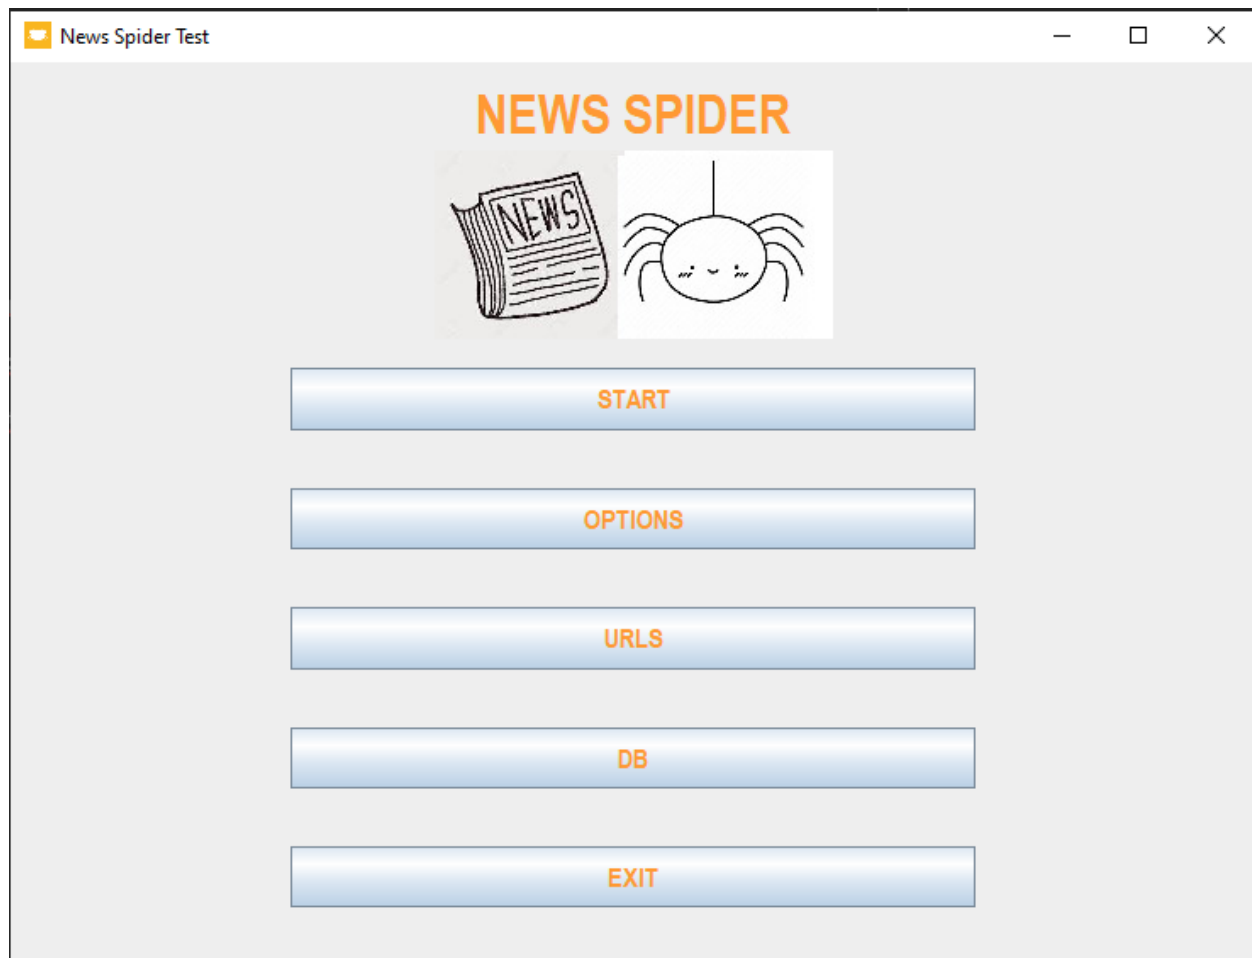 News Spider Test
NEWS SPIDER
NEWS
START
OPTIONS
URLS
DB
EXIT